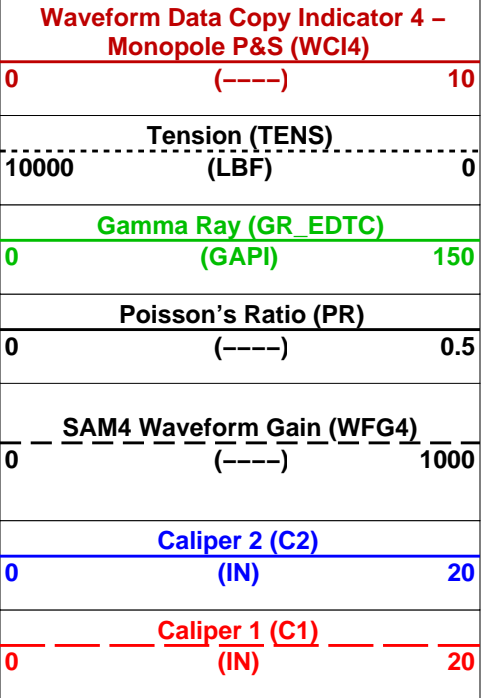 Waveform Data Copy Indicator 4 –
Monopole P&S (WCI4)
0 (−−−−) 10
Tension (TENS)
10000 (LBF) 0
Gamma Ray (GR_EDTC)
0 (GAPI) 150
Poisson's Ratio (PR)
0 (−−−−) 0.5
SAM4 Waveform Gain (WFG4)
0 (−−−−) 1000
Caliper 2 (C2)
0 (IN) 20
Caliper 1 (C1)
0 (IN) 20